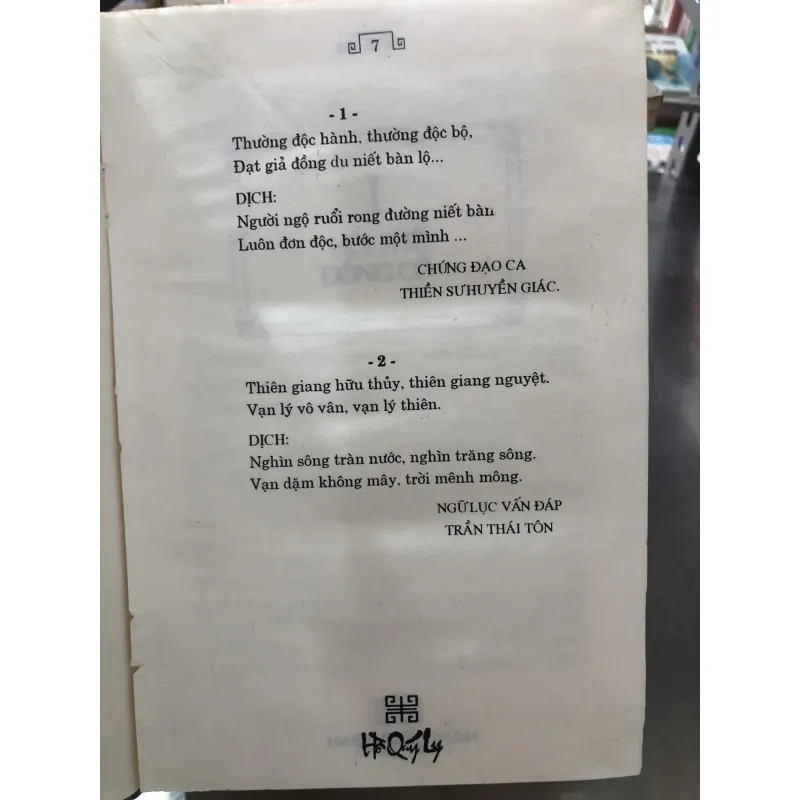 7
- 1 -
Thường độc hành, thường độc bộ,
Đạt giả đồng du niết bàn lộ...
DỊCH:
Người ngộ ruổi rong đường niết bàn
Luôn đơn độc, bước một mình ...
CHỨNG ĐẠO CA
THIỀN SƯ HUYỀN GIÁC.
- 2 -
Thiên giang hữu thủy, thiên giang nguyệt.
Vạn lý vô vân, vạn lý thiên.
DỊCH:
Nghìn sông tràn nước, nghìn trăng sông.
Vạn dặm không mây, trời mênh mông.
NGỮ LỤC VẤN ĐÁP
TRẦN THÁI TÔN
Hồ Quý Ly